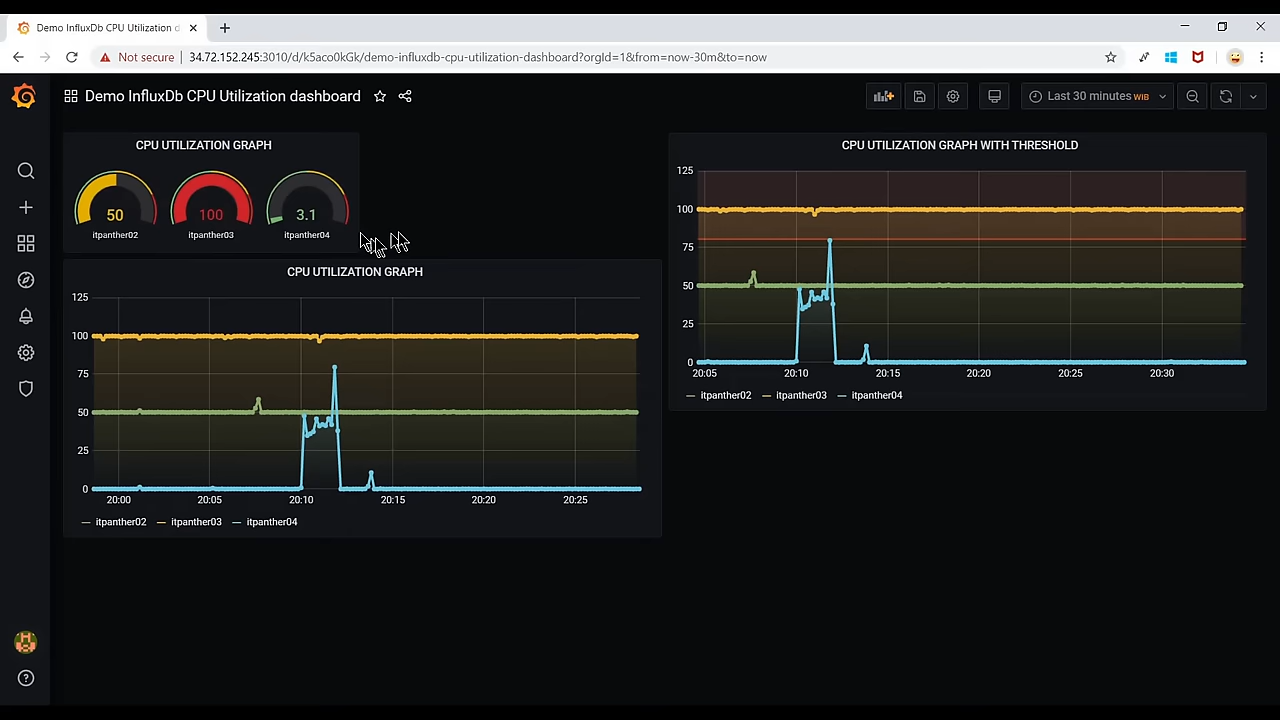 Demo InfluxDb CPU Utilization d
Not secure
34.72.152.245:3010/d/k5aco0kGk/demo-influxdb-cpu-utilization-dashboard?orgId=1&from=now-30m&to=now
Demo InfluxDb CPU Utilization dashboard
Last 30 minutes WIB
CPU UTILIZATION GRAPH
50
100
3.1
itpanther02
itpanther03
itpanther04
CPU UTILIZATION GRAPH
125
100
75
50
25
0
20:00
20:05
20:10
20:15
20:20
20:25
itpanther02
itpanther03
itpanther04
CPU UTILIZATION GRAPH WITH THRESHOLD
125
100
75
50
25
0
20:05
20:10
20:15
20:20
20:25
20:30
itpanther02
itpanther03
itpanther04